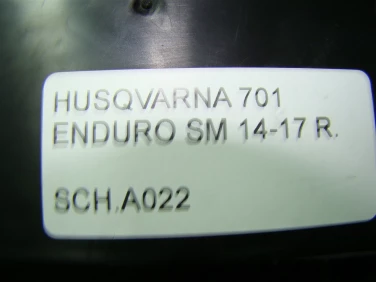 HUSQVARNA 701
ENDURO SM 14-17 R.
SCH.A022